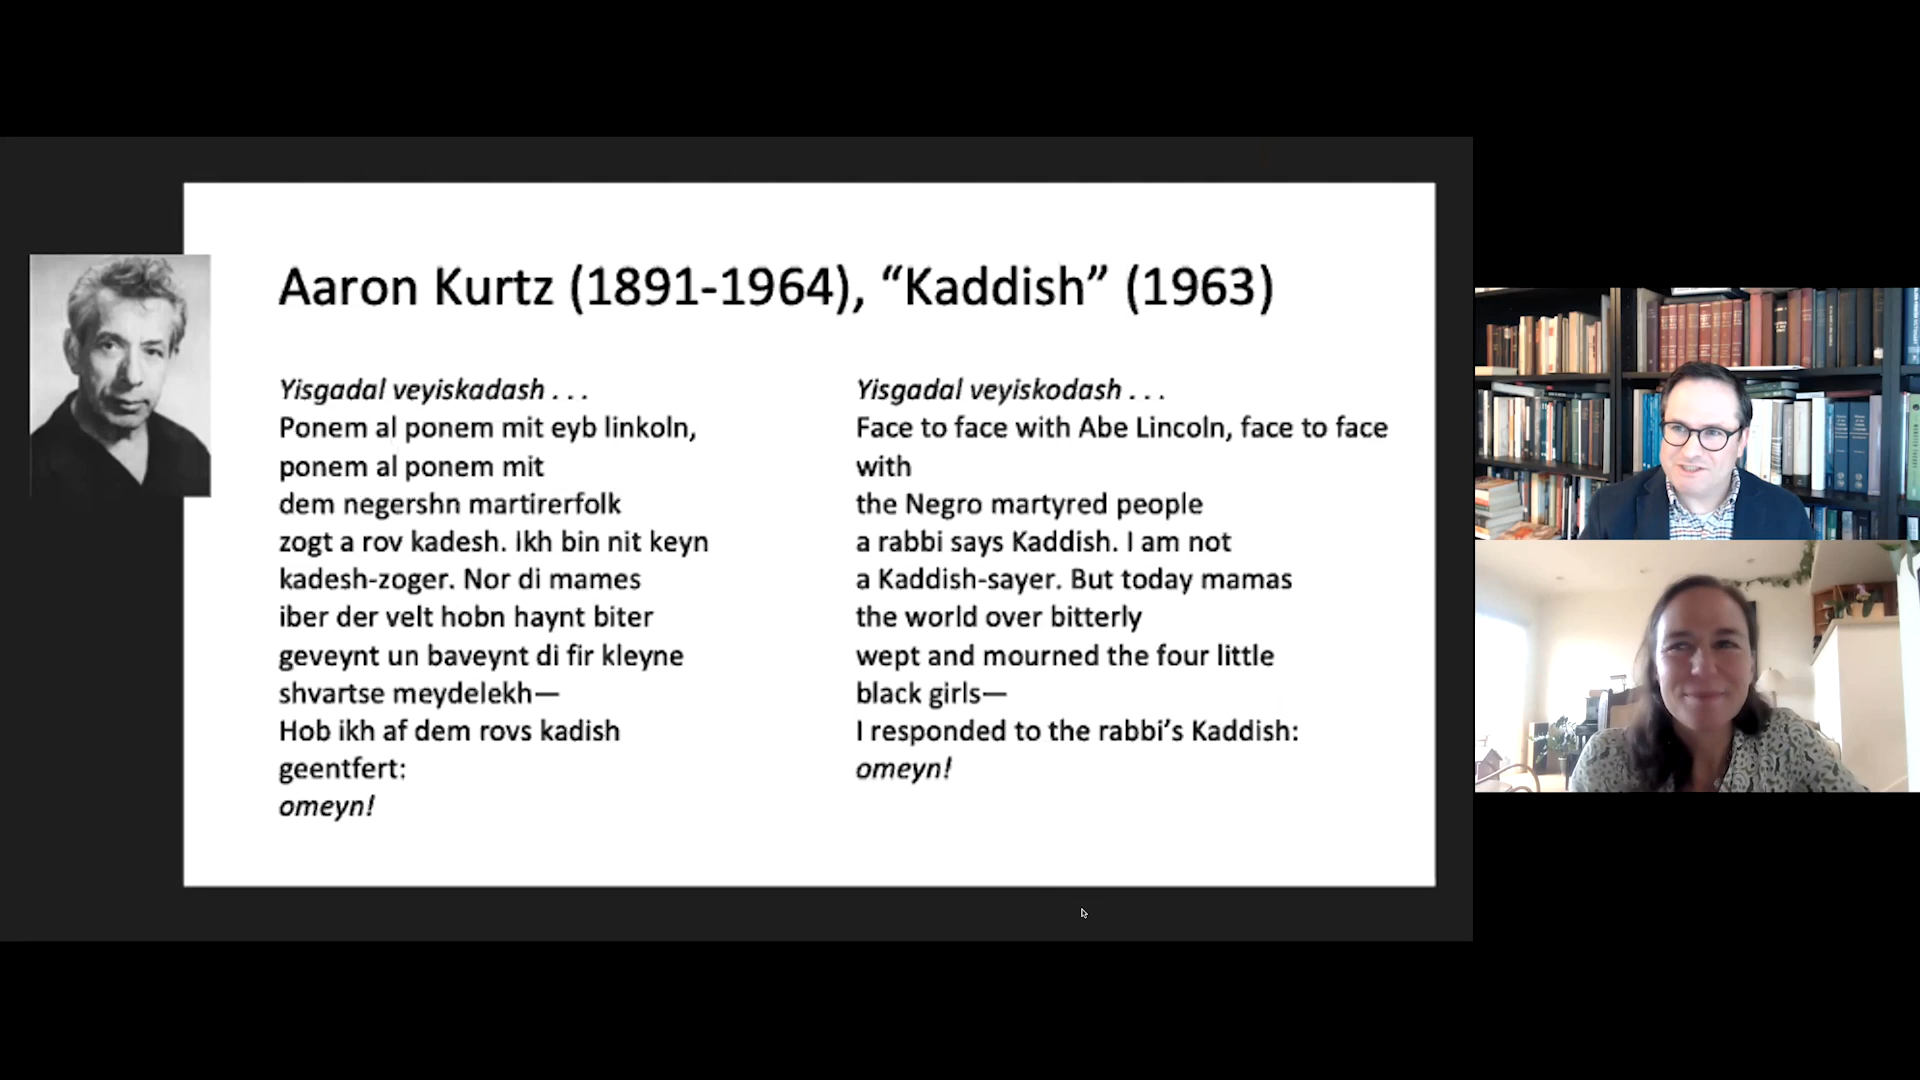 Aaron Kurtz (1891-1964), “Kaddish” (1963)
Yisgadal veyiskadash . . .
Ponem al ponem mit eyb linkoln,
ponem al ponem mit
dem negershn martirerfolk
zogt a rov kadesh. Ikh bin nit keyn
kadesh-zoger. Nor di mames
iber der velt hobn haynt biter
geveynt un baveynt di fir kleyne
shvartse meydelekh—
Hob ikh af dem rovs kadish
geentfert:
omeyn!
Yisgadal veyiskodash . . .
Face to face with Abe Lincoln, face to face
with
the Negro martyred people
a rabbi says Kaddish. I am not
a Kaddish-sayer. But today mamas
the world over bitterly
wept and mourned the four little
black girls—
I responded to the rabbi’s Kaddish:
omeyn!